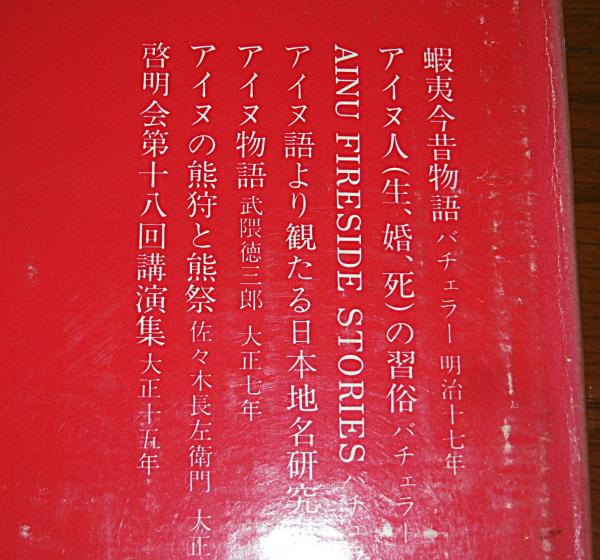 蝦夷今昔物語 バチェラー 明治十七年
アイヌ人(生、婚、死)の習俗 バチェラー
AINU FIRESIDE STORIES バチェ
アイヌ語より観たる日本地名研究
アイヌ物語 武隈徳三郎 大正七年
アイヌの熊狩と熊祭 佐々木長左衛門 大正
啓明会第十八回講演集 大正十五年